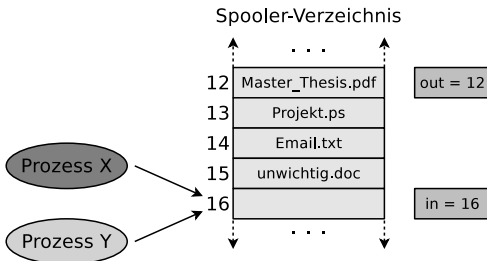 Spooler-Verzeichnis
. . .
12 Master_Thesis.pdf out = 12
13 Projekt.ps
14 Email.txt
Prozess X
15 unwichtig.doc
16 in = 16
Prozess Y
. . .